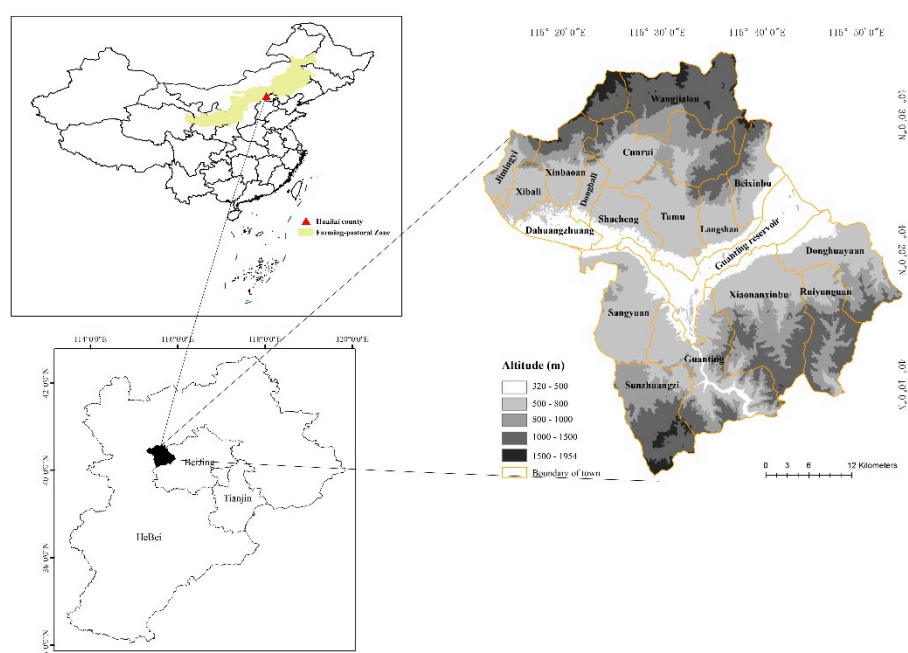 Huailai county
Farming-pastoral Zone
114°0'0"E
116°0'0"E
118°0'0"E
120°0'0"E
42°0'0"N
40°0'0"N
38°0'0"N
Beijing
Tianjin
HeBei
115° 20'0"E
115° 30'0"E
115° 40'0"E
115° 50'0"E
40° 30'0"N
40° 20'0"N
40° 10'0"N
Wangjialou
Cunrui
Jimingyi
Xinbaoan
Donghali
Beixinbu
Xibali
Shacheng
Tumu
Langshan
Dahuangzhuang
Guanting reservoir
Donghuayuan
Xiaonanxinbu
Ruiyunguan
Sangyuan
Guanting
Sunzhuangzi
Altitude (m)
320 - 500
500 - 800
800 - 1000
1000 - 1500
1500 - 1954
Boundary of town
0 3 6 12 Kilometers